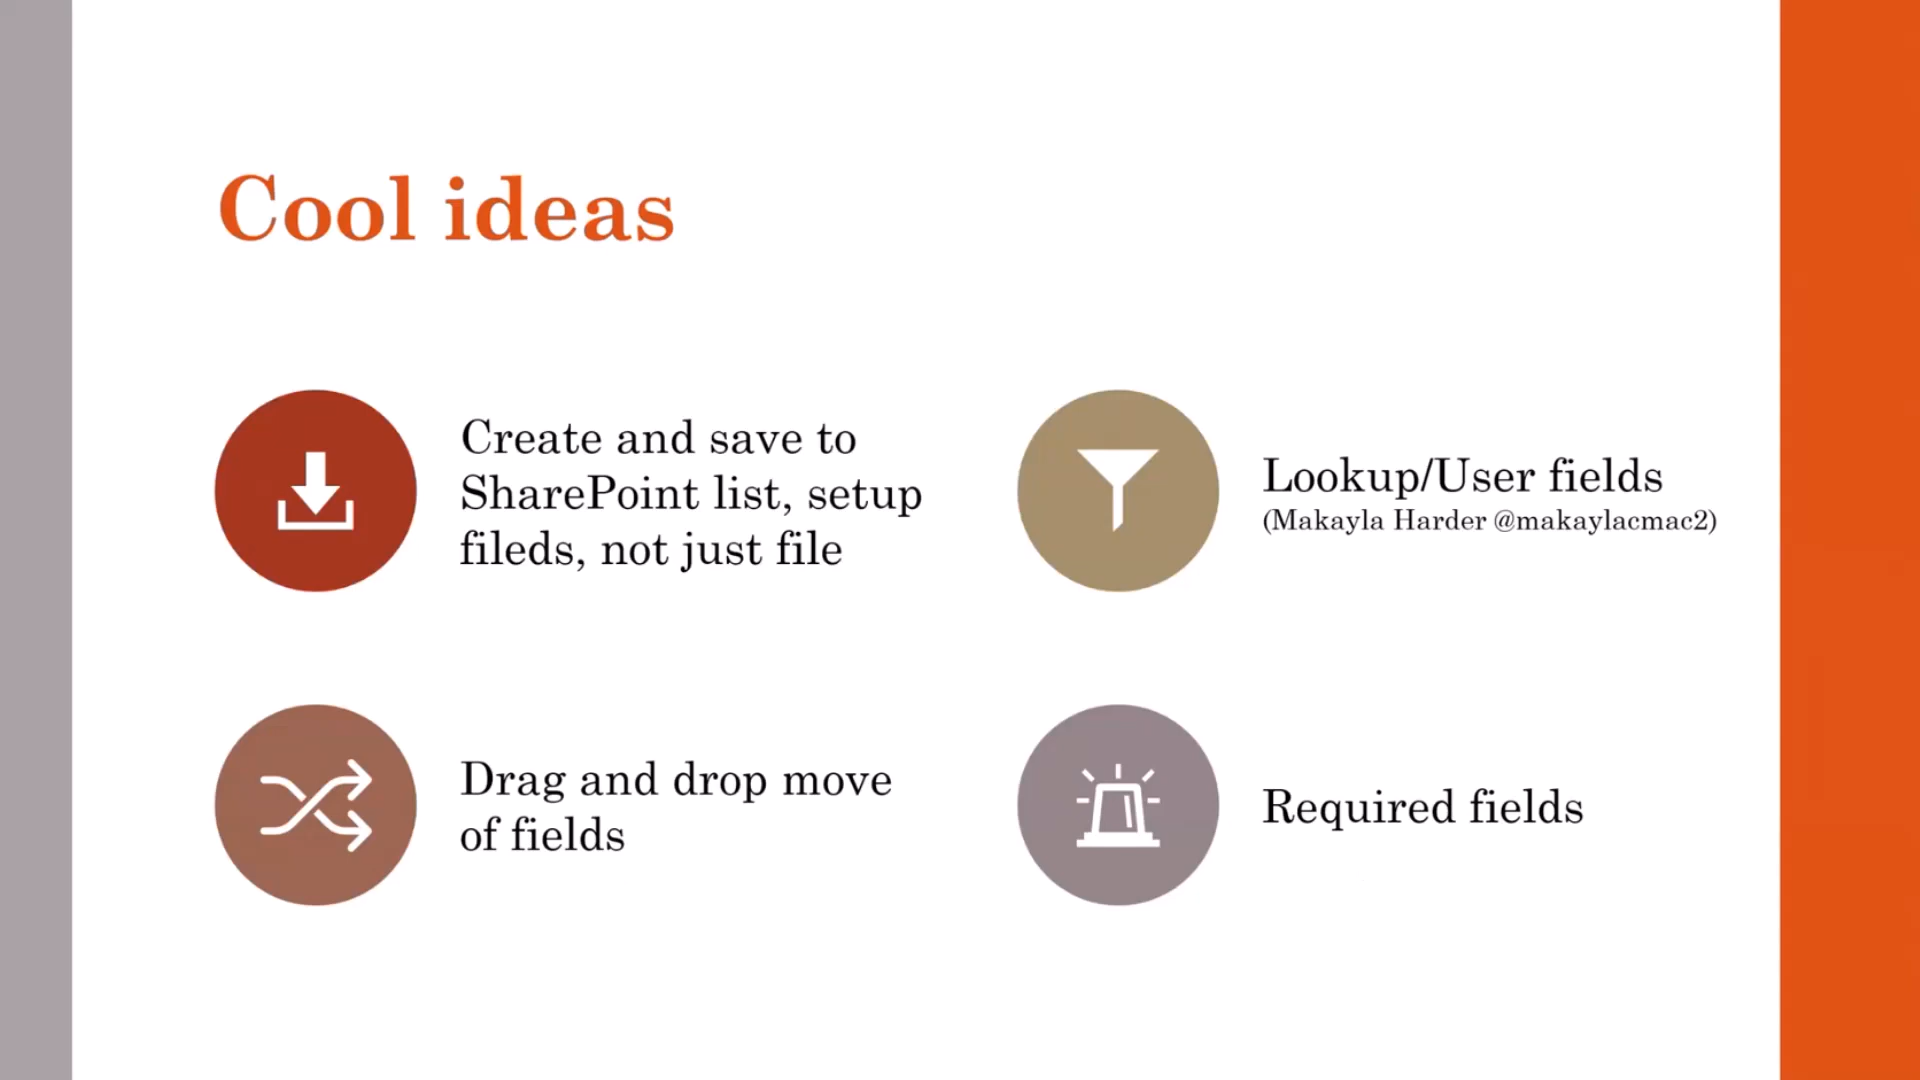 Cool ideas
Create and save to
SharePoint list, setup
fileds, not just file
Lookup/User fields
(Makayla Harder @makaylacmac2)
Drag and drop move
of fields
Required fields